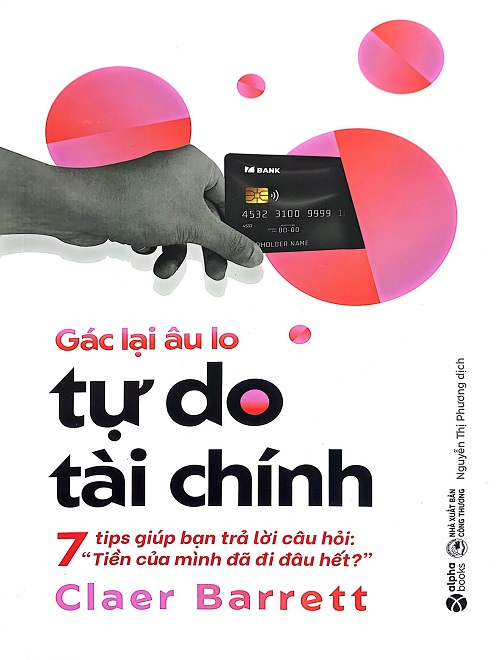 BANK
4532 3100 9999 1
4532
00-00
DHOLDER NAME
Gác lại âu lo
tự do
tài chính
7 tips giúp bạn trả lời câu hỏi:
“Tiền của mình đã đi đâu hết?”
Claer Barrett
Nguyễn Thị Phương dịch
NHÀ XUẤT BẢN
CÔNG THƯƠNG
alpha
books